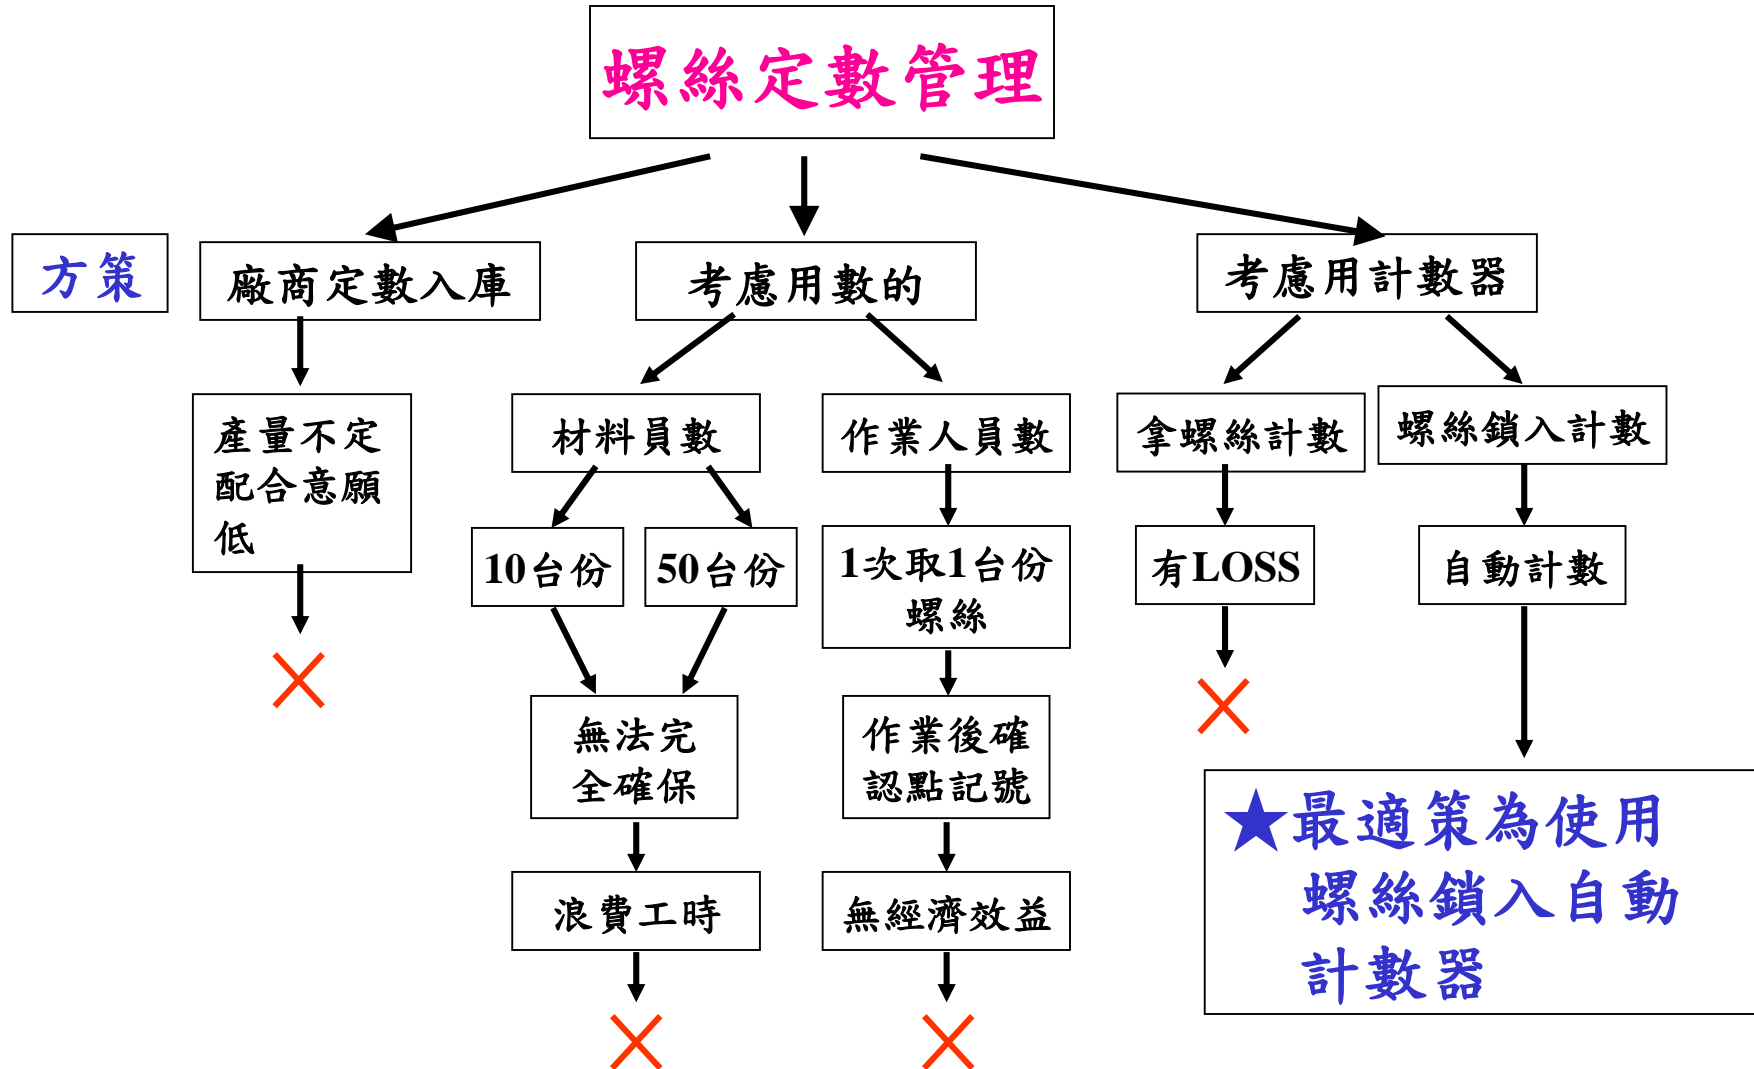 螺絲定數管理
方策
廠商定數入庫
考慮用數的
考慮用計數器
產量不定
配合意願
低
材料員數
作業人員數
拿螺絲計數
螺絲鎖入計數
10台份
50台份
1次取1台份
螺絲
有LOSS
自動計數
無法完
全確保
作業後確
認點記號
浪費工時
無經濟效益
★最適策為使用
螺絲鎖入自動
計數器